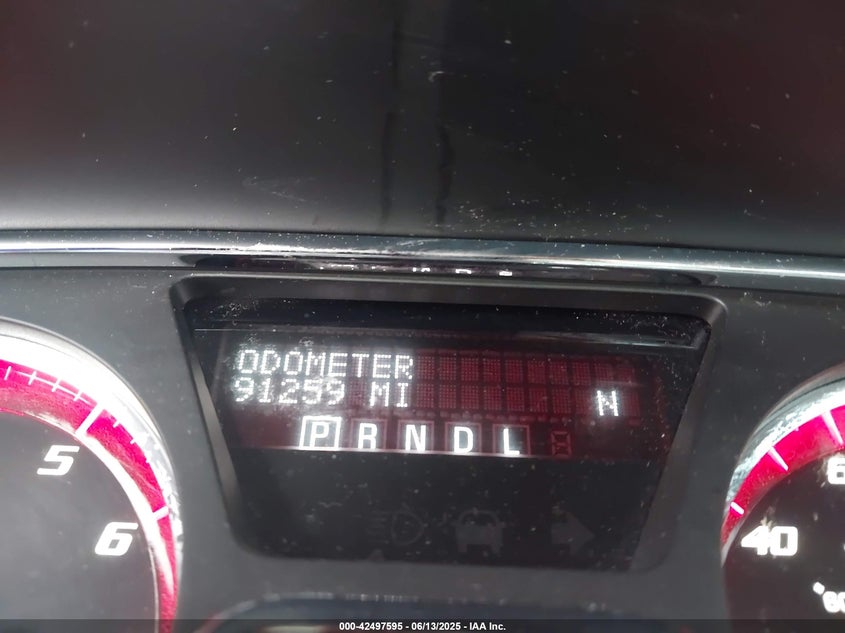 ODOMETER
91259 MI
N
P R N D L
5
6
40
000-42497595 - 06/13/2025 - IAA Inc.